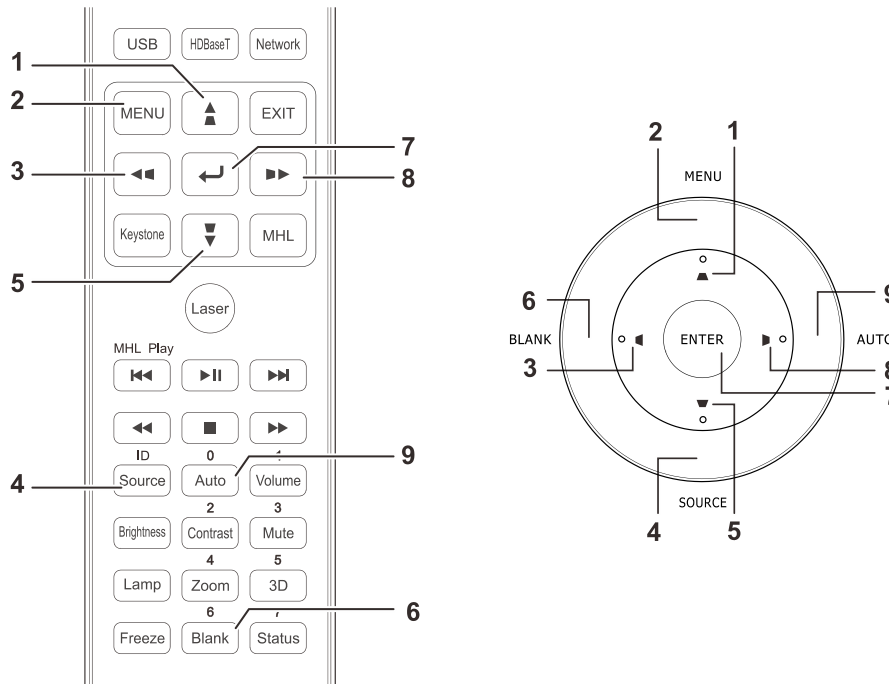 USB HDBaseT Network
1
2 MENU EXIT
3 7
8
Keystone MHL
5
Laser
MHL Play
ID 0
4 Source Auto Volume 9
2 3
Brightness Contrast Mute
4 5
Lamp Zoom 3D
6
Freeze Blank Status 6
2 1
MENU
6 9
BLANK ENTER AUTO
3 8
7
SOURCE
4 5